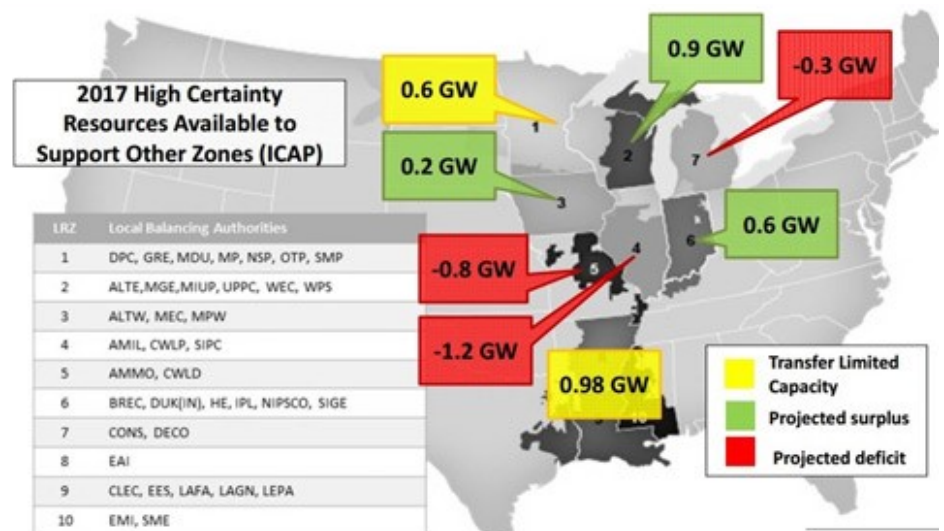 0.9 GW
-0.3 GW
0.6 GW
2017 High Certainty
Resources Available to
Support Other Zones (ICAP)
1
2
7
0.2 GW
3
LRZ Local Balancing Authorities
1 DPC, GRE, MDU, MP, NSP, OTP, SMP
2 ALTE,MGE,MIUP, UPPC, WEC, WPS
3 ALTW, MEC, MPW
4 AMIL, CWLP, SIPC
5 AMMO, CWLD
6 BREC, DUK(IN), HE, IPL, NIPSCO, SIGE
7 CONS, DECO
8 EAI
9 CLEC, EES, LAFA, LAGN, LEPA
10 EMI, SME
0.6 GW
6
4
-0.8 GW
5
-1.2 GW
0.98 GW
Transfer Limited
Capacity
Projected surplus
Projected deficit